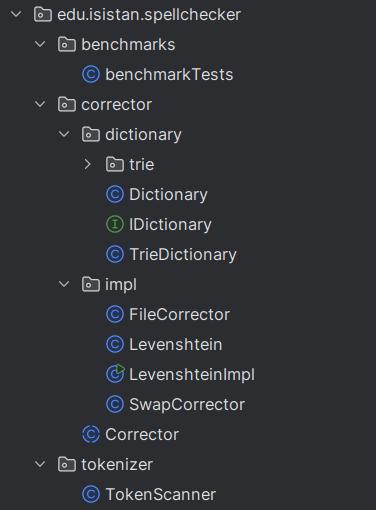 edu.isistan.spellchecker
benchmarks
benchmarkTests
corrector
dictionary
trie
Dictionary
IDictionary
TrieDictionary
impl
FileCorrector
Levenshtein
LevenshteinImpl
SwapCorrector
Corrector
tokenizer
TokenScanner